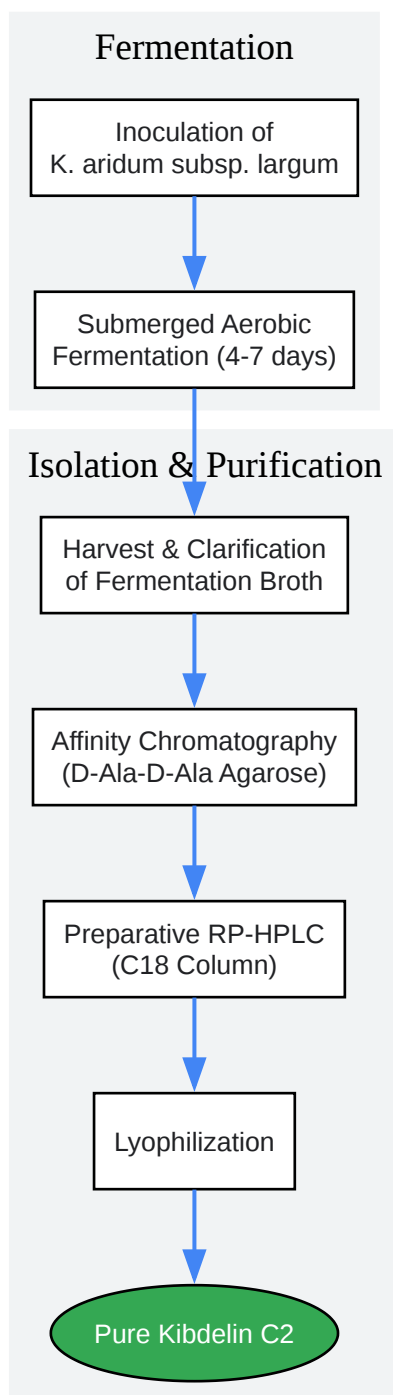 Fermentation
Inoculation of
K. aridum subsp. largum
Submerged Aerobic
Fermentation (4-7 days)
Isolation & Purification
Harvest & Clarification
of Fermentation Broth
Affinity Chromatography
(D-Ala-D-Ala Agarose)
Preparative RP-HPLC
(C18 Column)
Lyophilization
Pure Kibdelin C2